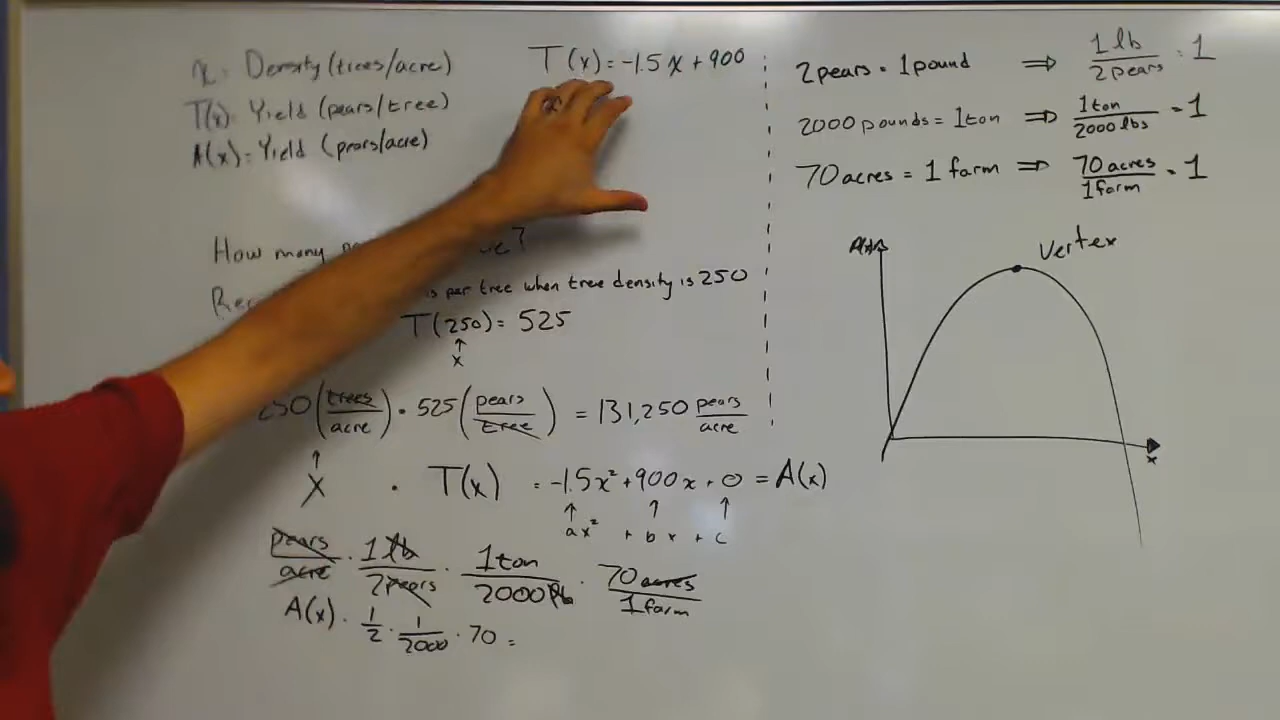 x = Density (trees/acre)
T(x): Yield (pears/tree)
A(x) = Yield (pears/acre)
T(x) = -1.5x + 900
How many
per tree when tree density is 250
T(250) = 525
↑
x
250 (trees/acre) · 525 (pears/tree) = 131,250 pears/acre
↑
X · T(x) = -1.5x² + 900x + 0 = A(x)
↑ ↑ ↑
ax² + bx + c
pears/acre · 1 lb/2 pears · 1 ton/2000 lb · 70 acres/1 farm
A(x) · 1/2 · 1/2000 · 70 =
2 pears = 1 pound ⇒ 1 lb/2 pears = 1
2000 pounds = 1 ton ⇒ 1 ton/2000 lbs = 1
70 acres = 1 farm ⇒ 70 acres/1 farm = 1
A(x)
Vertex
x